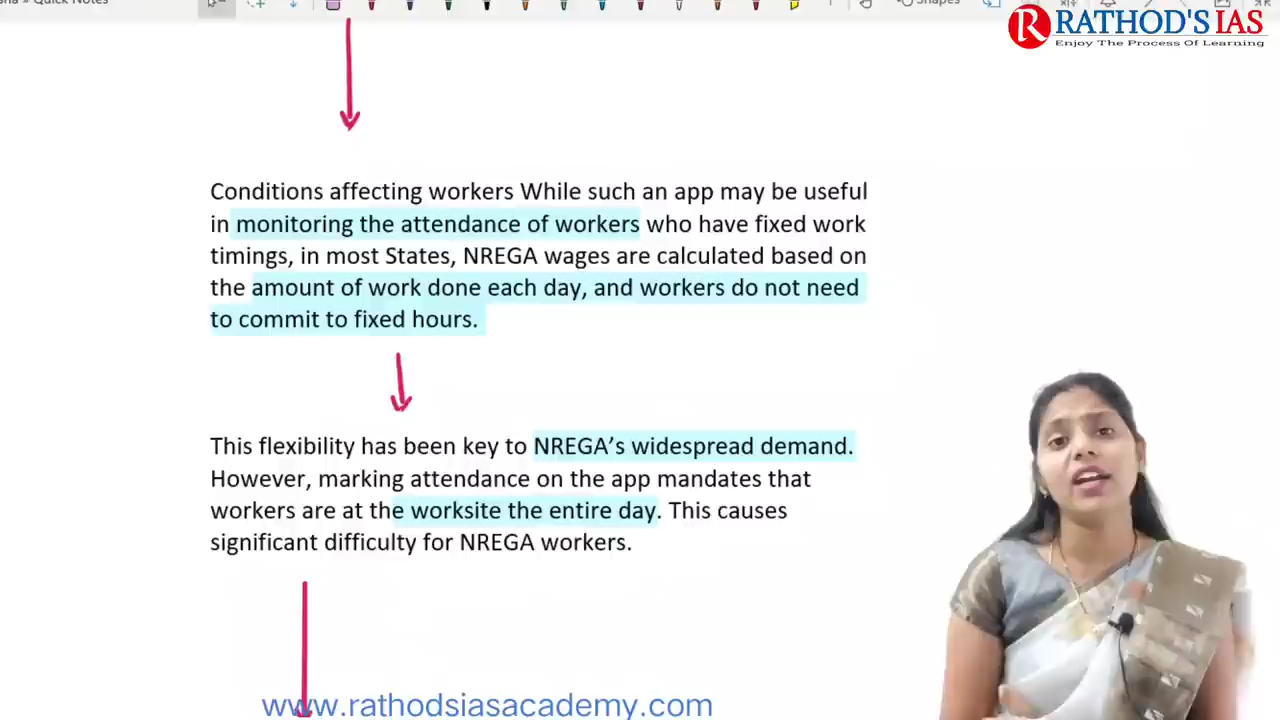 Quick Notes
Shapes
RATHOD'S IAS
Enjoy The Process Of Learning
Conditions affecting workers While such an app may be useful
in monitoring the attendance of workers who have fixed work
timings, in most States, NREGA wages are calculated based on
the amount of work done each day, and workers do not need
to commit to fixed hours.
This flexibility has been key to NREGA’s widespread demand.
However, marking attendance on the app mandates that
workers are at the worksite the entire day. This causes
significant difficulty for NREGA workers.
www.rathodsiasacademy.com